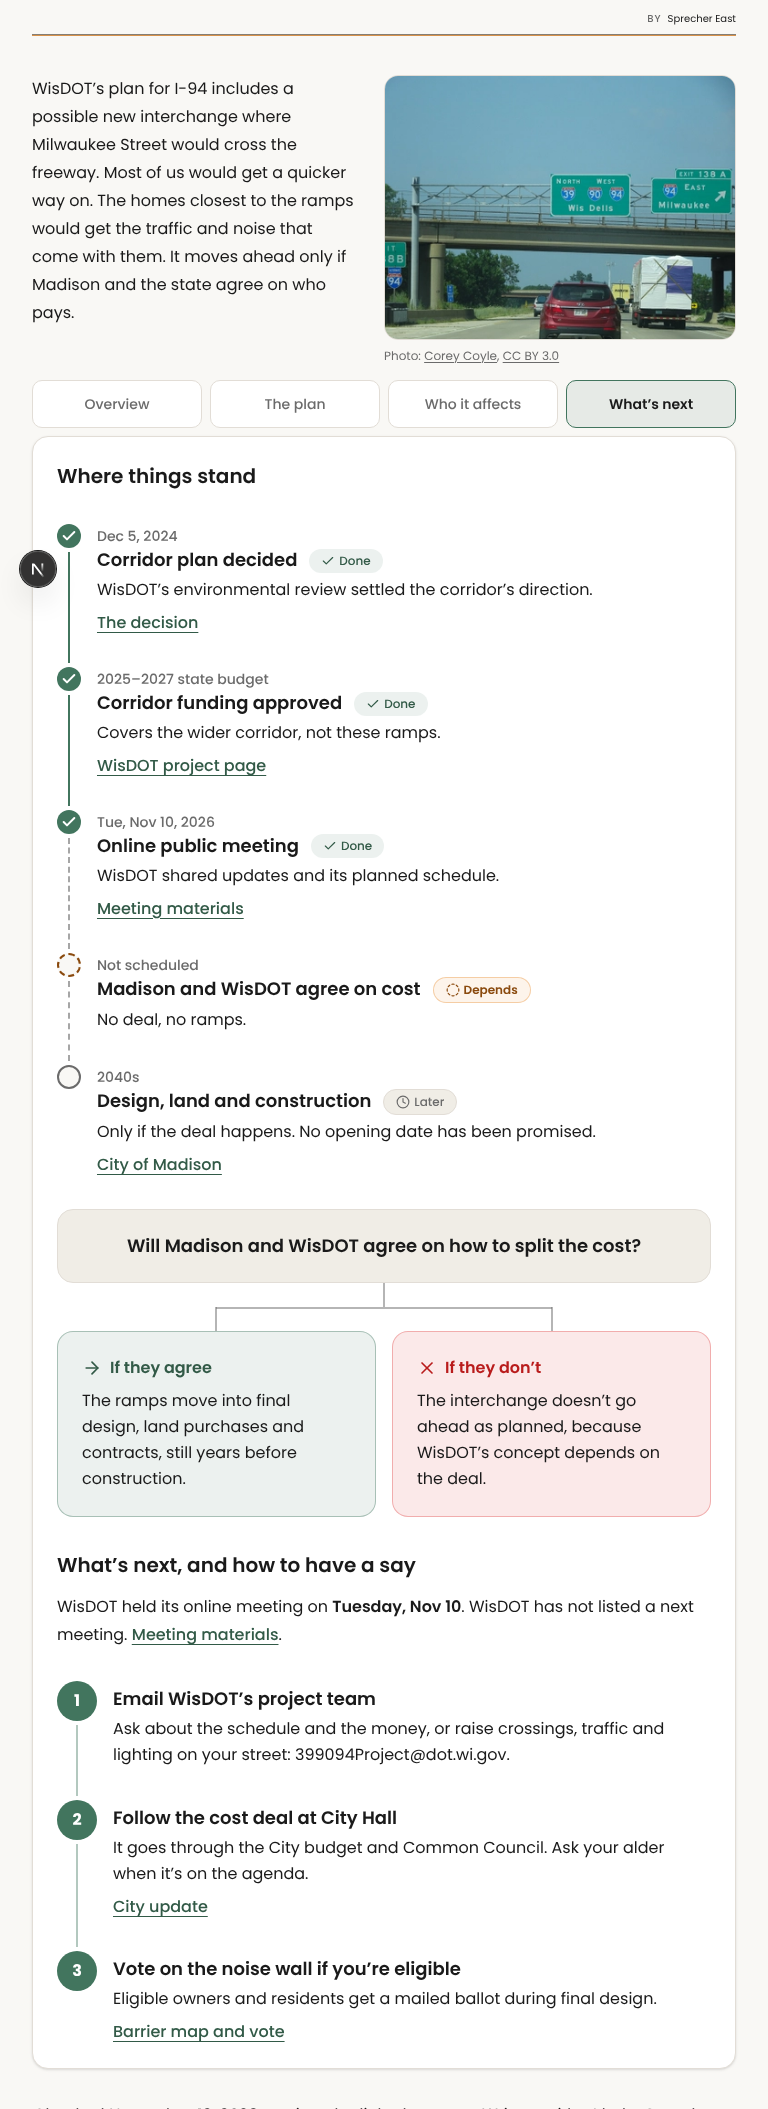 BY Sprecher East
WisDOT’s plan for I-94 includes a
possible new interchange where
Milwaukee Street would cross the
freeway. Most of us would get a quicker
way on. The homes closest to the ramps
would get the traffic and noise that
come with them. It moves ahead only if
Madison and the state agree on who
pays.
NORTH WEST
39 90 94
Wis Dells
EXIT 138 A
94 EAST
Milwaukee
94
Photo: Corey Coyle, CC BY 3.0
Overview
The plan
Who it affects
What’s next
Where things stand
Dec 5, 2024
Corridor plan decided Done
N
WisDOT’s environmental review settled the corridor’s direction.
The decision
2025–2027 state budget
Corridor funding approved Done
Covers the wider corridor, not these ramps.
WisDOT project page
Tue, Nov 10, 2026
Online public meeting Done
WisDOT shared updates and its planned schedule.
Meeting materials
Not scheduled
Madison and WisDOT agree on cost Depends
No deal, no ramps.
2040s
Design, land and construction Later
Only if the deal happens. No opening date has been promised.
City of Madison
Will Madison and WisDOT agree on how to split the cost?
If they agree
The ramps move into final
design, land purchases and
contracts, still years before
construction.
If they don’t
The interchange doesn’t go
ahead as planned, because
WisDOT’s concept depends on
the deal.
What’s next, and how to have a say
WisDOT held its online meeting on Tuesday, Nov 10. WisDOT has not listed a next
meeting. Meeting materials.
1
Email WisDOT’s project team
Ask about the schedule and the money, or raise crossings, traffic and
lighting on your street: 399094Project@dot.wi.gov.
2
Follow the cost deal at City Hall
It goes through the City budget and Common Council. Ask your alder
when it’s on the agenda.
City update
3
Vote on the noise wall if you’re eligible
Eligible owners and residents get a mailed ballot during final design.
Barrier map and vote